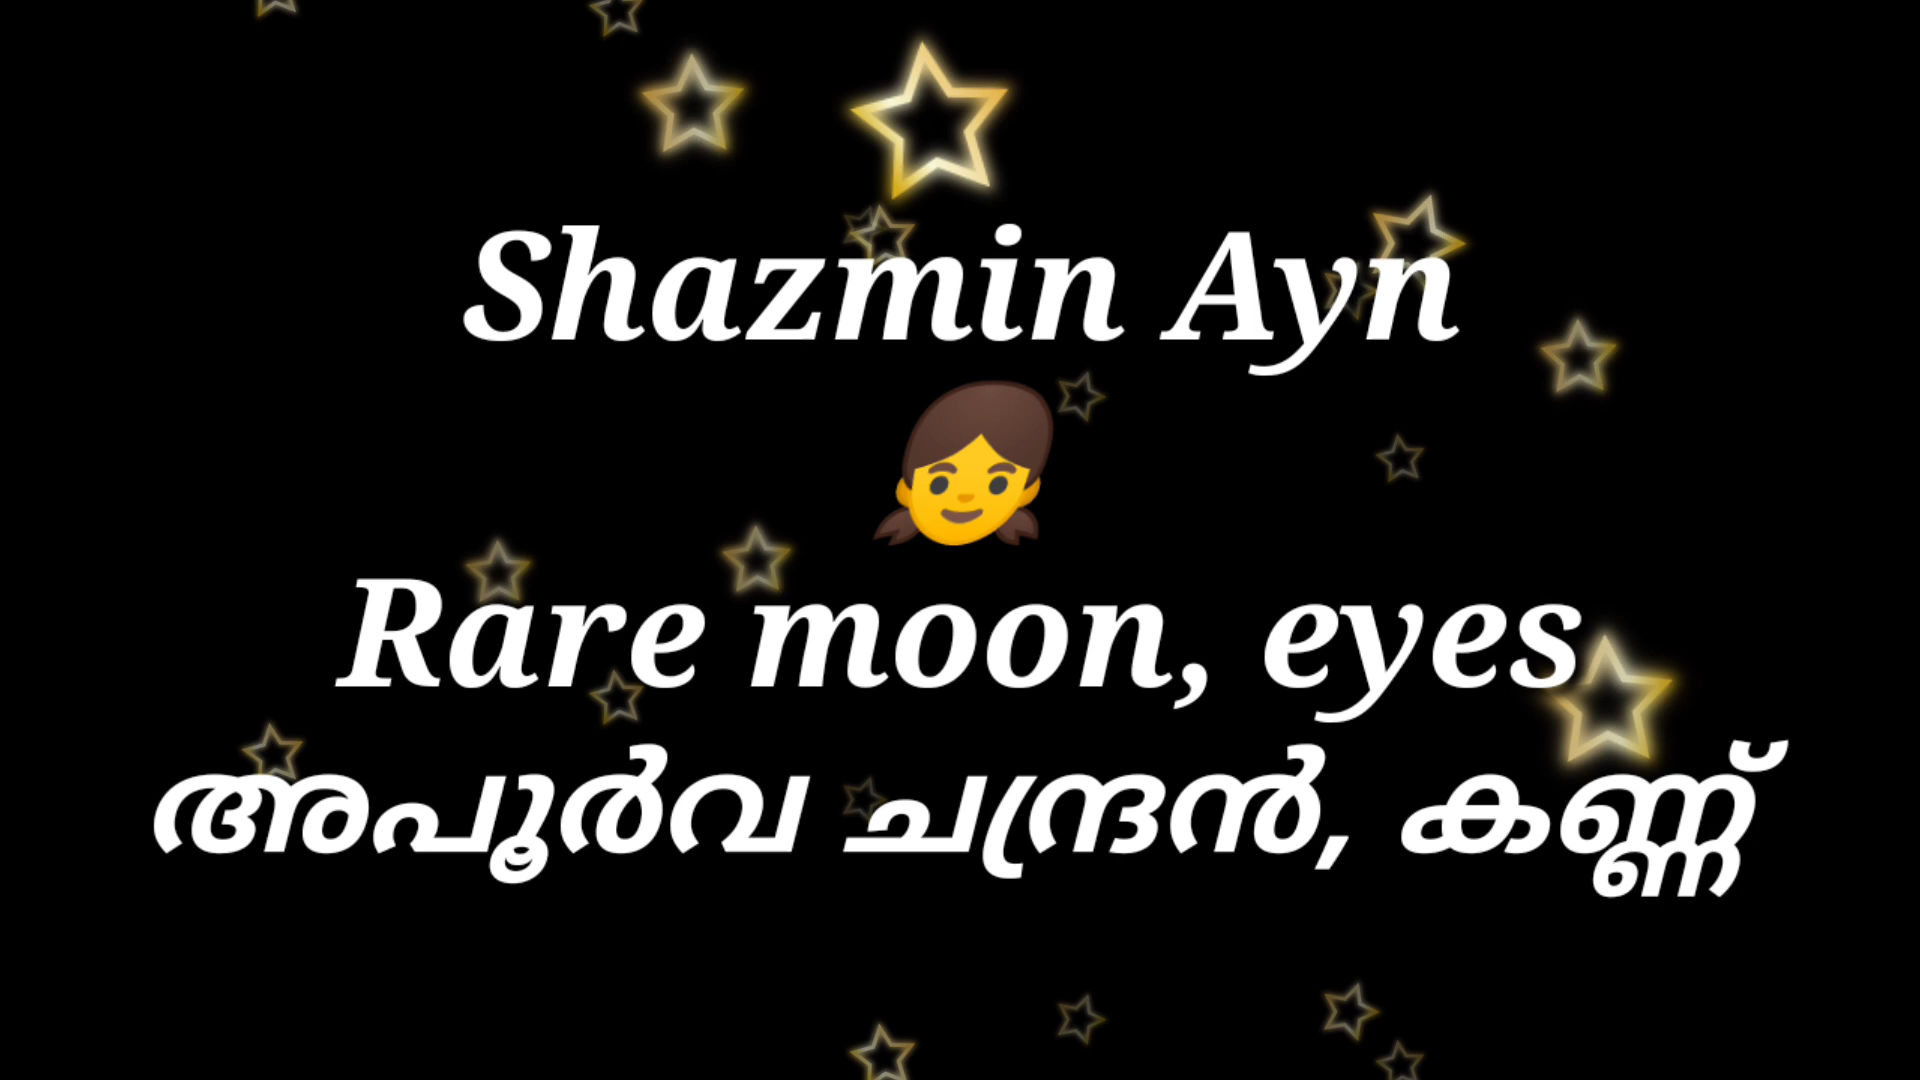 Shazmin Ayn
Rare moon, eyes
അപൂർവ ചന്ദ്രൻ, കണ്ണ്